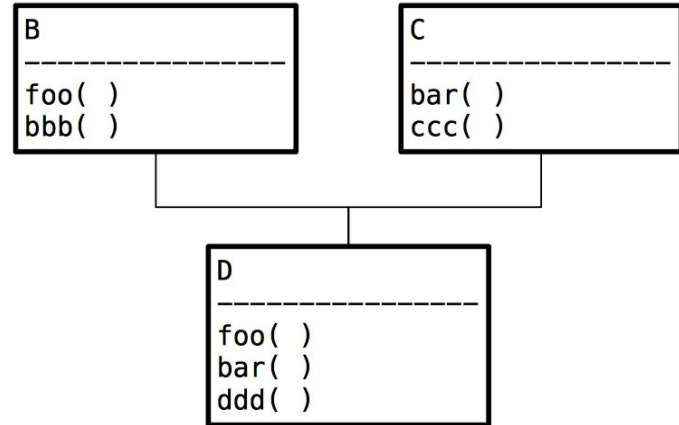 B
----------------
foo( )
bbb( )
C
----------------
bar( )
ccc( )
D
----------------
foo( )
bar( )
ddd( )